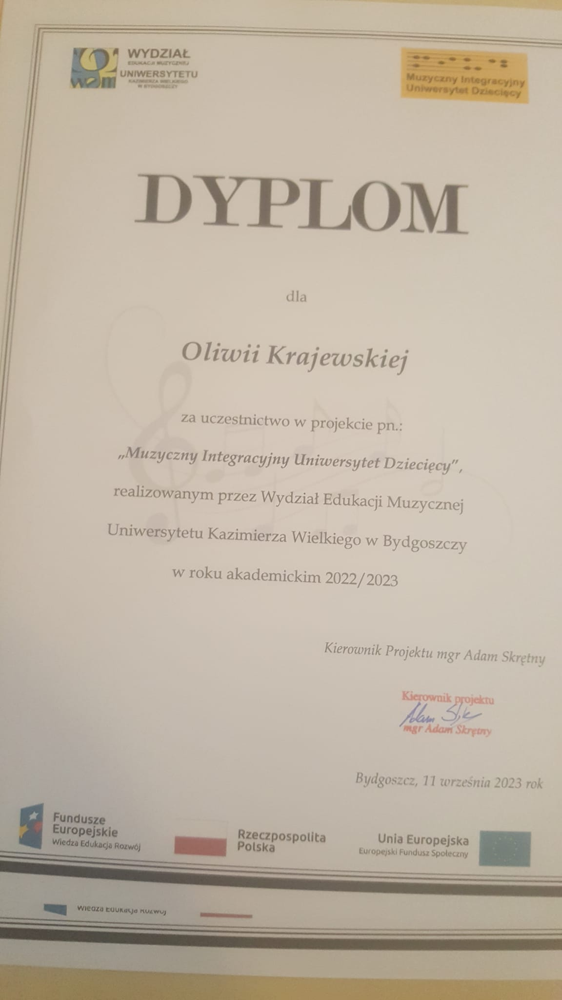 WYDZIAŁ
EDUKACJI MUZYCZNEJ
UNIWERSYTETU
KAZIMIERZA WIELKIEGO
W BYDGOSZCZY
wem
Muzyczny Integracyjny
Uniwersytet Dziecięcy
DYPLOM
dla
Oliwii Krajewskiej
za uczestnictwo w projekcie pn.:
„Muzyczny Integracyjny Uniwersytet Dziecięcy”,
realizowanym przez Wydział Edukacji Muzycznej
Uniwersytetu Kazimierza Wielkiego w Bydgoszczy
w roku akademickim 2022/2023
Kierownik Projektu mgr Adam Skrętny
Kierownik projektu
Adam
mgr Adam Skrętny
Bydgoszcz, 11 września 2023 rok
Fundusze
Europejskie
Wiedza Edukacja Rozwój
Rzeczpospolita
Polska
Unia Europejska
Europejski Fundusz Społeczny
Wiedza Edukacja Rozwój